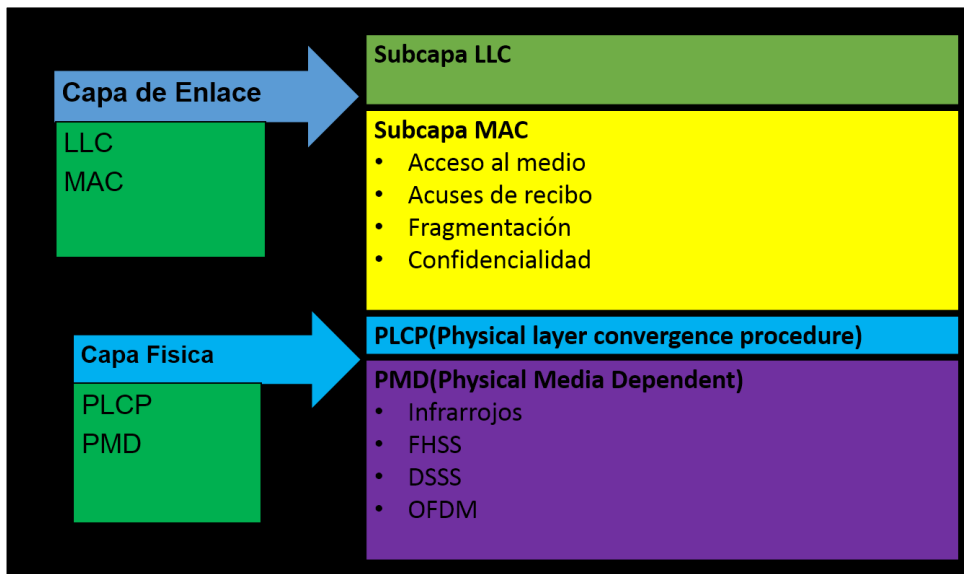 Capa de Enlace
LLC
MAC
Subcapa LLC
Subcapa MAC
• Acceso al medio
• Acuses de recibo
• Fragmentación
• Confidencialidad
Capa Fisica
PLCP
PMD
PLCP(Physical layer convergence procedure)
PMD(Physical Media Dependent)
• Infrarrojos
• FHSS
• DSSS
• OFDM